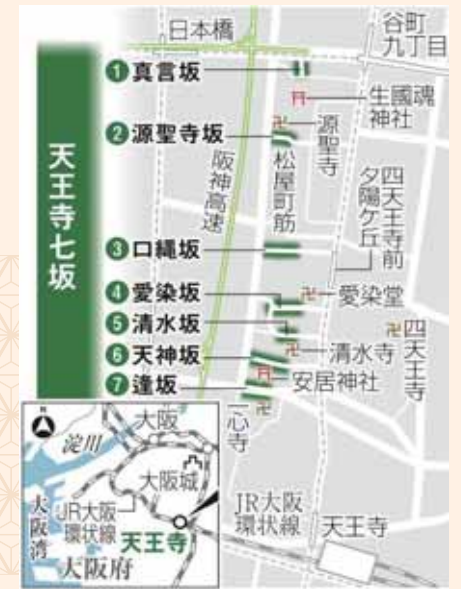 日本橋
谷町
九丁目
天王寺七坂
❶真言坂
生國魂
神社
❷源聖寺坂
源聖寺
松屋町筋
阪神高速
四天王寺前
夕陽ケ丘
❸口縄坂
❹愛染坂
愛染堂
❺清水坂
清水寺
四天王寺
❻天神坂
安居神社
❼逢坂
一心寺
N
大阪
淀川
大阪城
JR大阪
環状線
天王寺
大阪湾
大阪府
JR大阪
環状線
天王寺